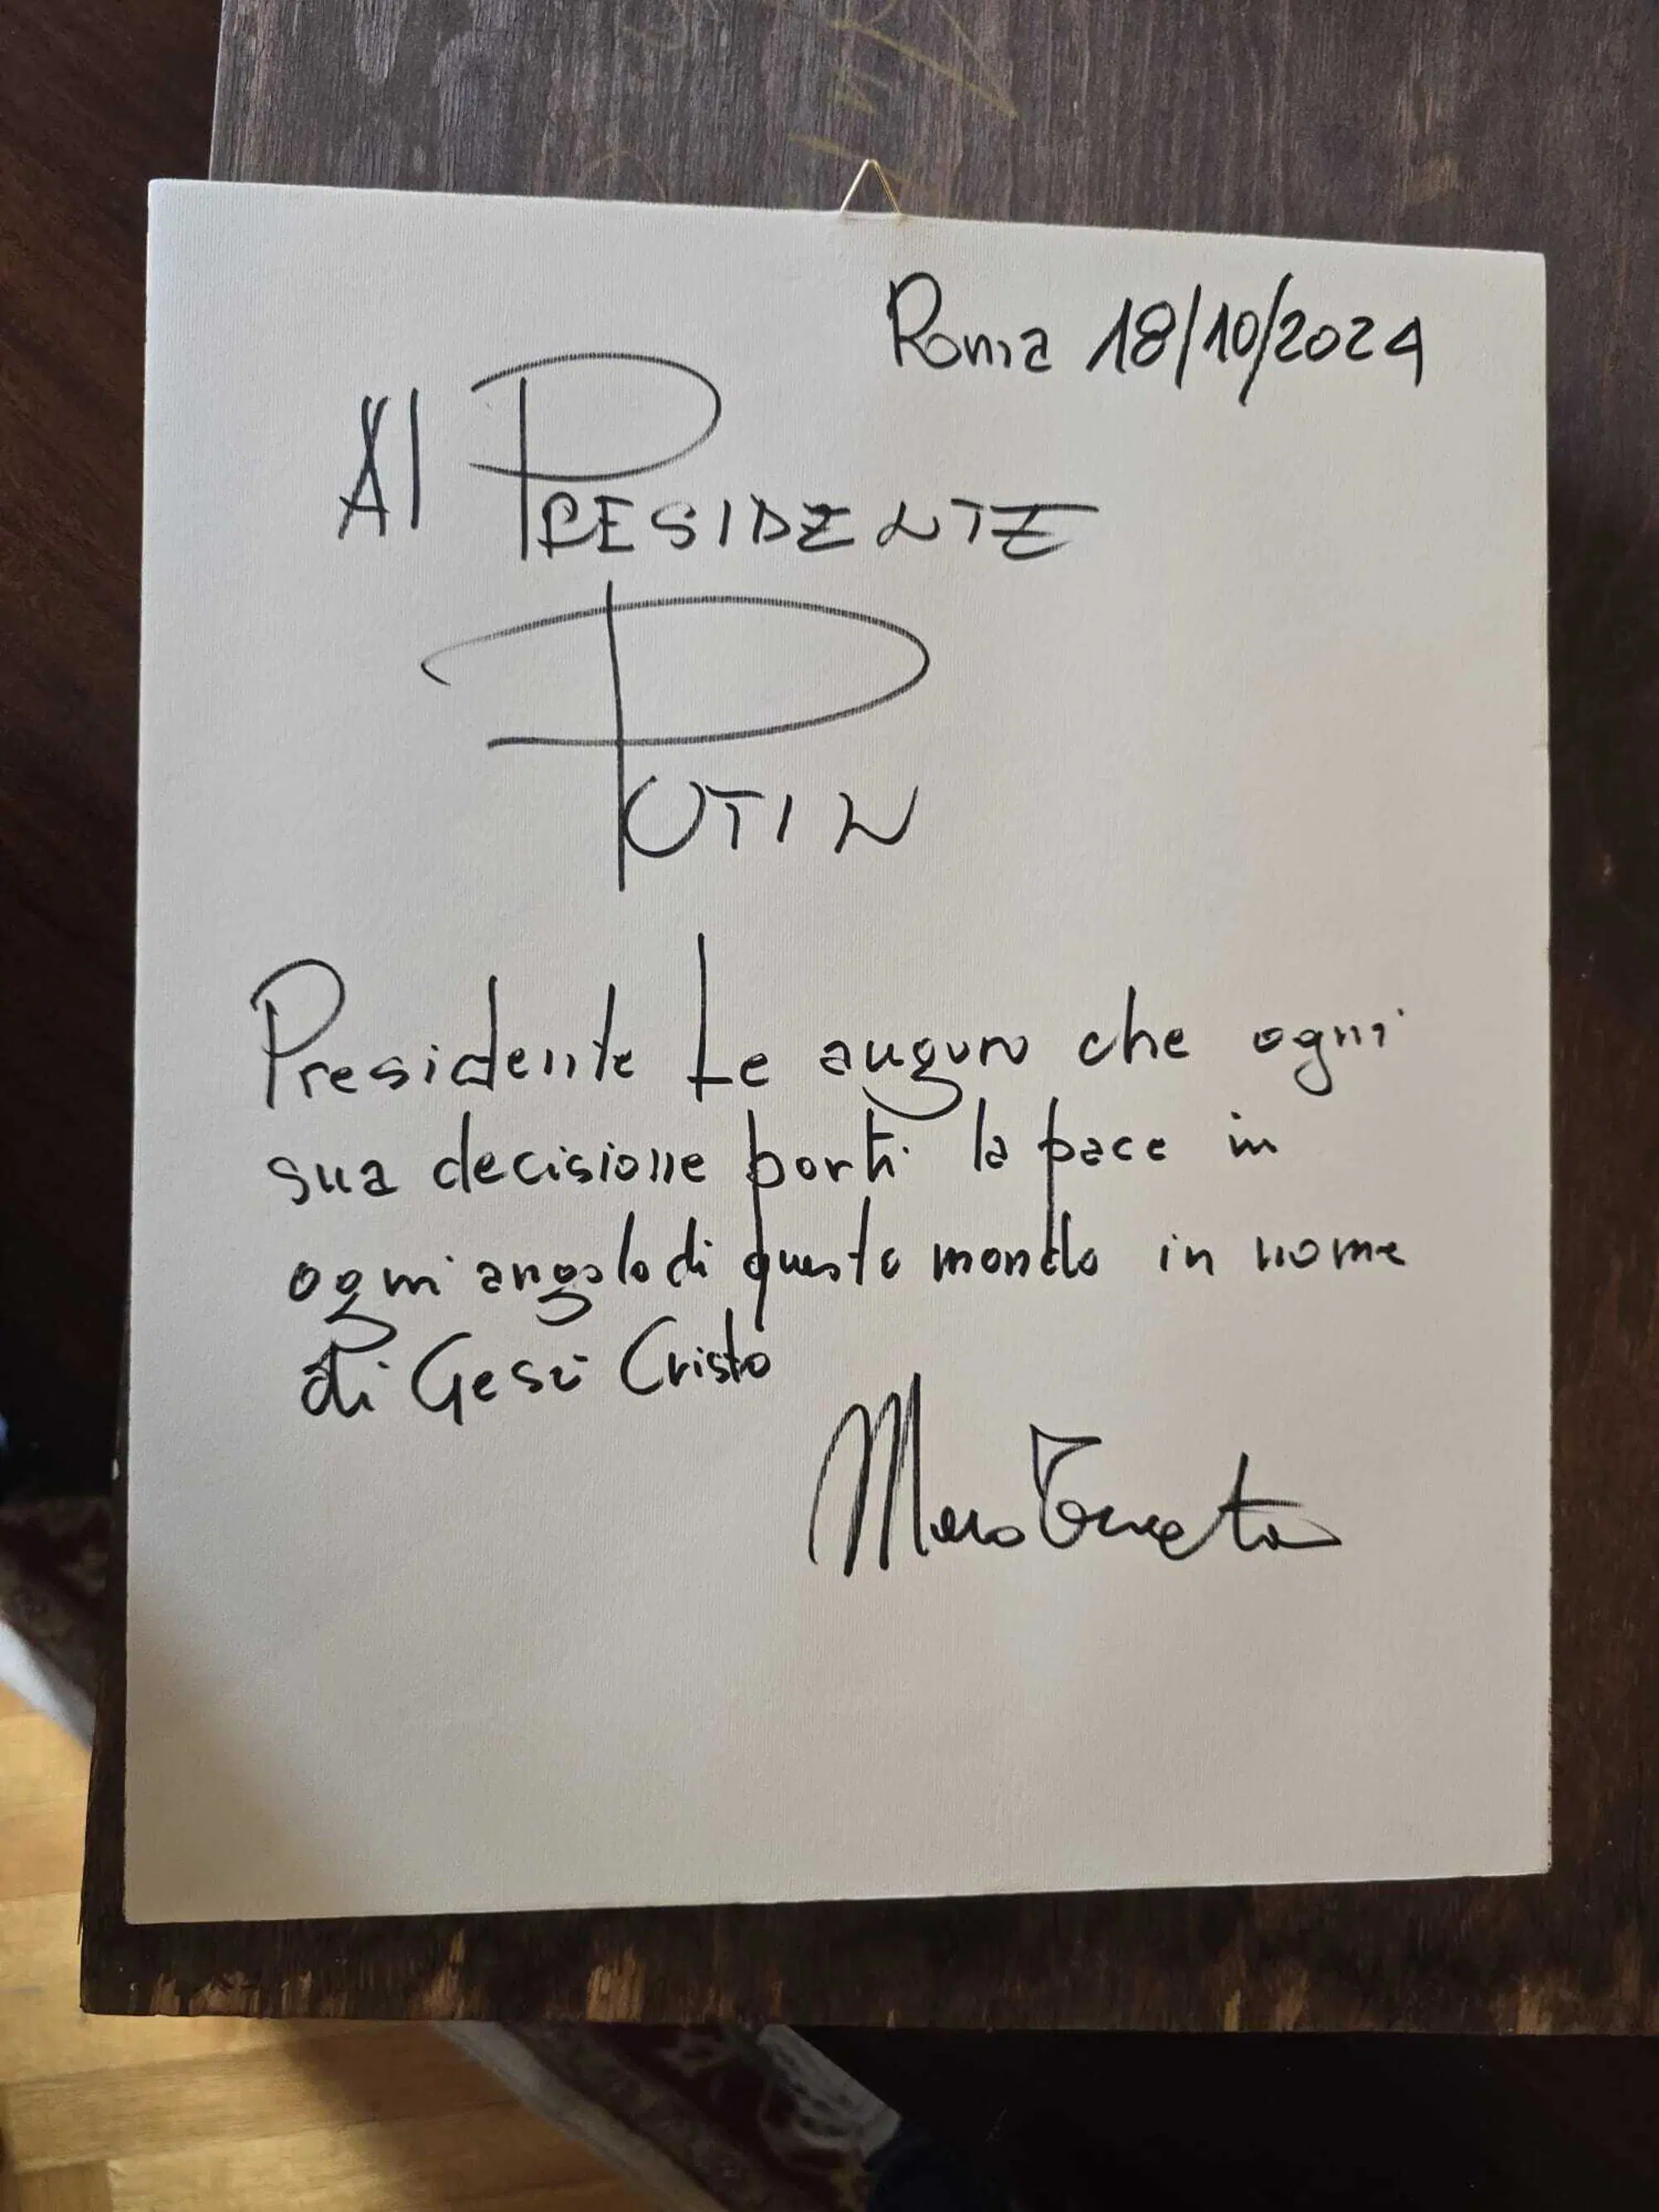 Roma 18/10/2024
Al PRESIDENTE
PUTIN
Presidente Le auguro che ogni
sua decisione porti la pace in
ogni angolo di questo mondo in nome
di Gesù Cristo